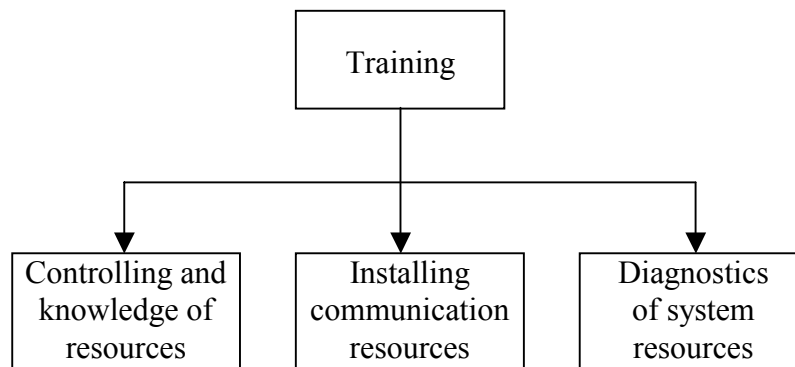 Training
Controlling and
knowledge of
resources
Installing
communication
resources
Diagnostics
of system
resources